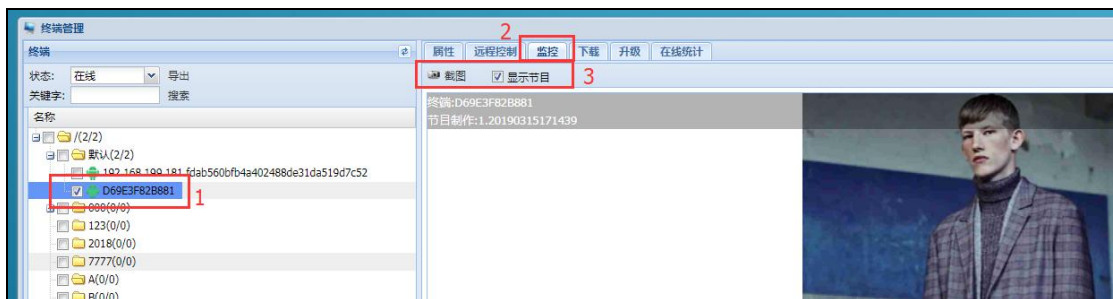 终端管理
终端
状态: 在线 导出
关键字: 搜索
名称
/(2/2)
默认(2/2)
192.168.199.181.fdab560bfb4a402488de31da519d7c52
D69E3F82B881
1
000(0/0)
123(0/0)
2018(0/0)
7777(0/0)
A(0/0)
B(0/0)
2
属性 远程控制 监控 下载 升级 在线统计
截图 显示节目 3
终端:D69E3F82B881
节目制作:1.20190315171439